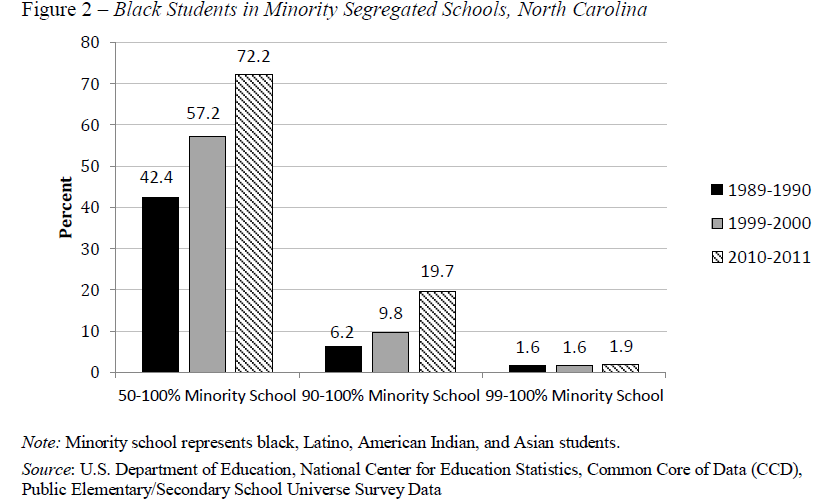 Figure 2 – Black Students in Minority Segregated Schools, North Carolina
80
70
60
50
40
30
20
10
0
Percent
42.4
57.2
72.2
6.2
9.8
19.7
1.6
1.6
1.9
50-100% Minority School
90-100% Minority School
99-100% Minority School
1989-1990
1999-2000
2010-2011
Note: Minority school represents black, Latino, American Indian, and Asian students.
Source: U.S. Department of Education, National Center for Education Statistics, Common Core of Data (CCD),
Public Elementary/Secondary School Universe Survey Data